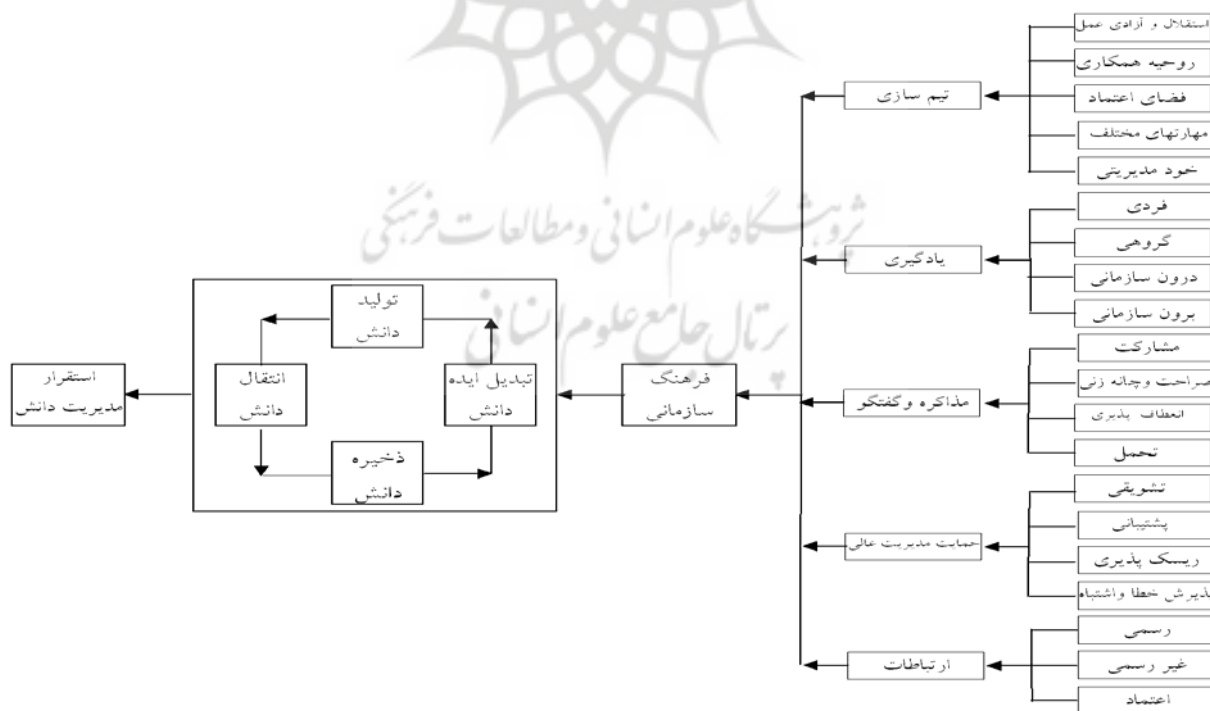 استقلال و آزادی عمل
روحیه همکاری
فضای اعتماد
مهارتهای مختلف
خود مدیریتی
تیم سازی
فردی
گروهی
درون سازمانی
برون سازمانی
یادگیری
مشارکت
صراحت وچانه زنی
انعطاف پذیری
تحمل
مذاکره وگفتگو
تشویقی
پشتیبانی
ریسک پذیری
پذیرش خطا واشتباه
حمایت مدیریت عالی
رسمی
غیر رسمی
اعتماد
ارتباطات
فرهنگ
سازمانی
تولید
دانش
تبدیل ایده
دانش
انتقال
دانش
ذخیره
دانش
استقرار
مدیریت دانش
پژوهشگاه علوم انسانی و مطالعات فرهنگی
پرتال جامع علوم انسانی